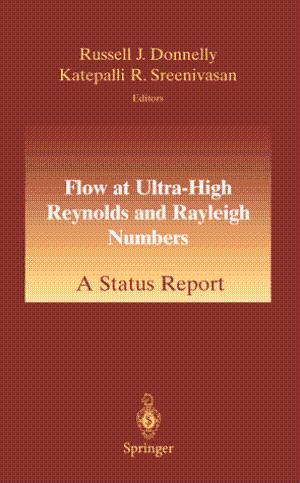 Russell J. Donnelly
Katepalli R. Sreenivasan
Editors
Flow at Ultra-High
Reynolds and Rayleigh
Numbers
A Status Report
Springer